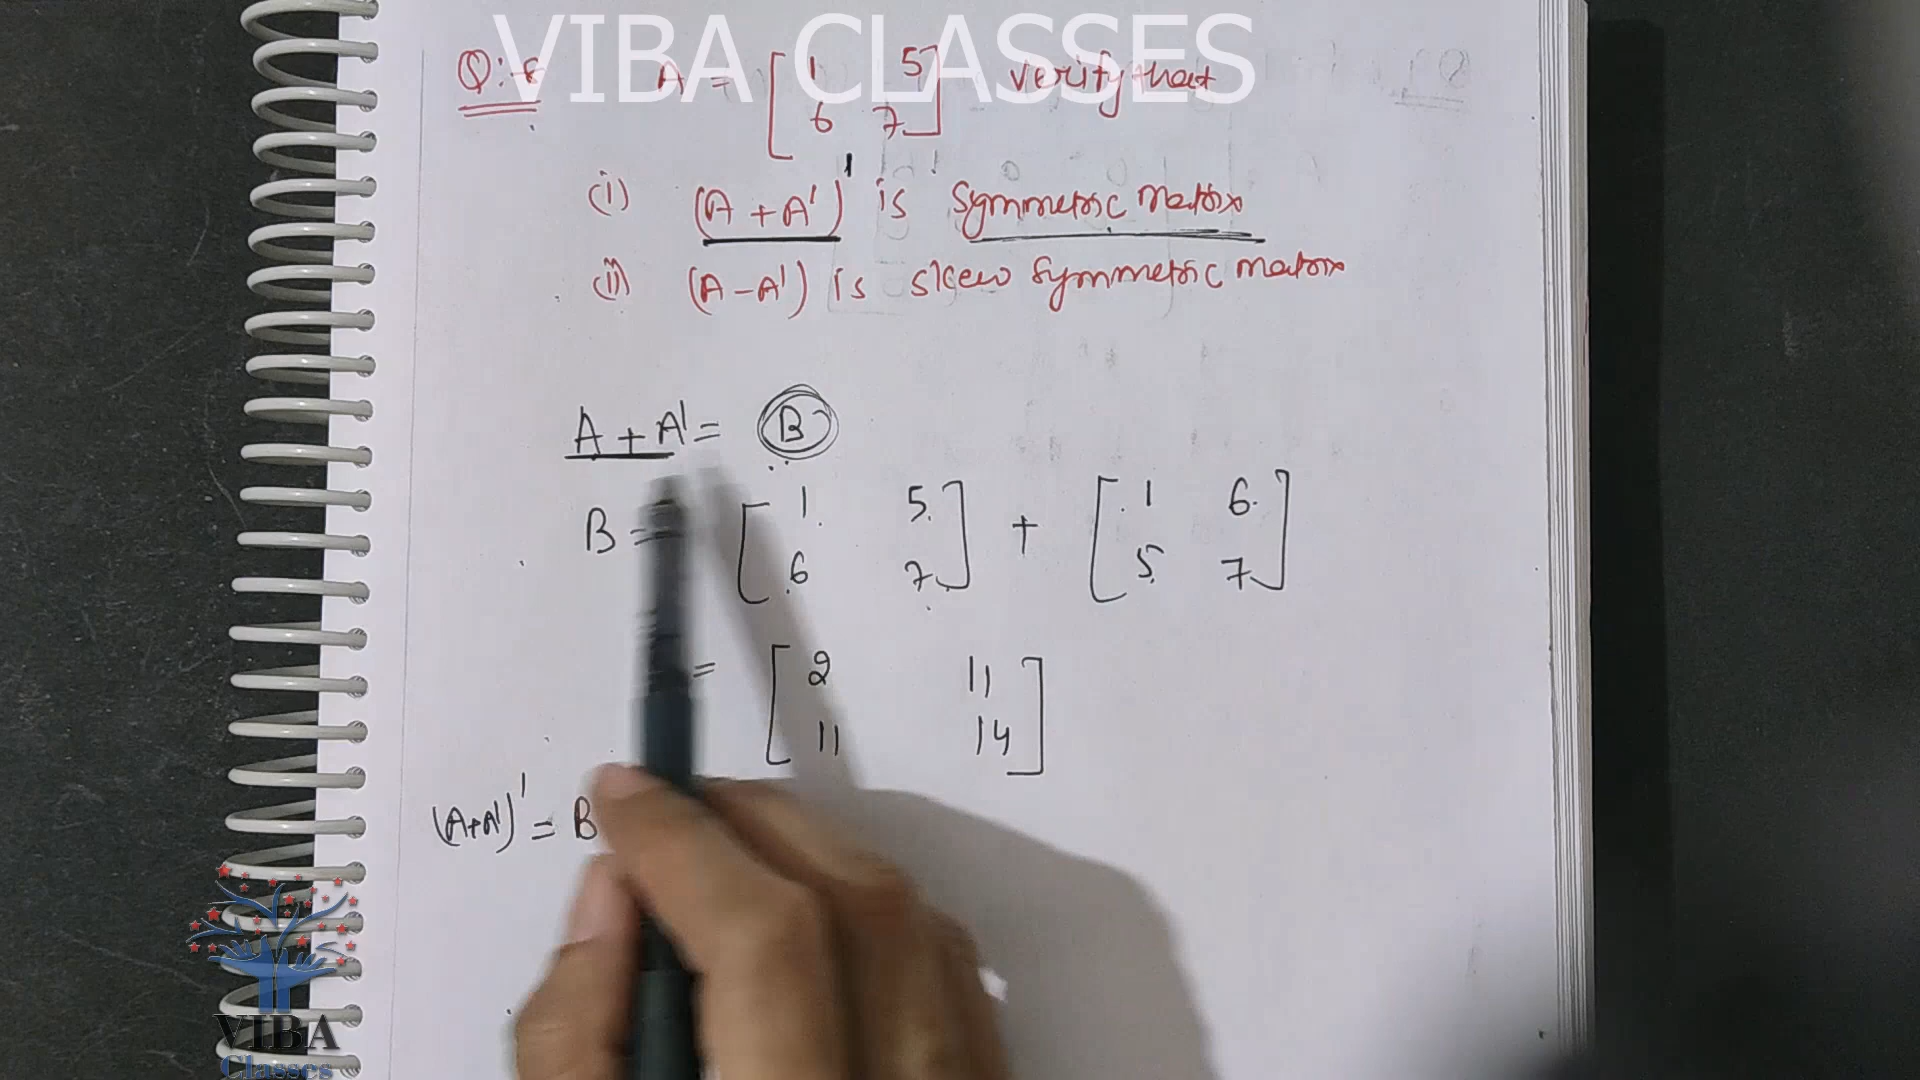 VIBA CLASSES
Q:- A = [ 1 5 ] verify that
6 7
(i) (A + A')' is Symmetric Matrix
(ii) (A - A') is skew Symmetric matrix
A + A' = B
B = [ 1 5 ] + [ 1 6 ]
6 7 5 7
= [ 2 11 ]
11 14
(A+A')' = B
VIBA
Classes